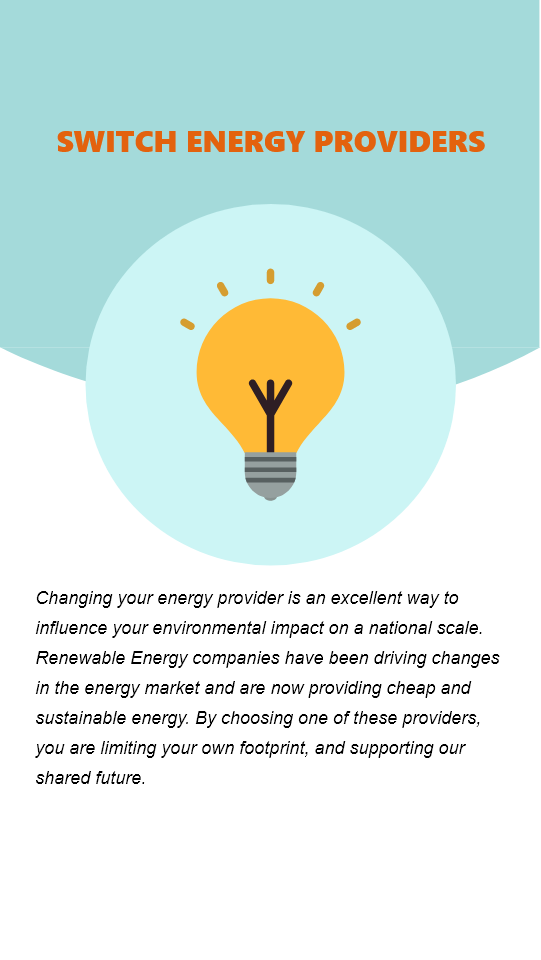 SWITCH ENERGY PROVIDERS
Changing your energy provider is an excellent way to
influence your environmental impact on a national scale.
Renewable Energy companies have been driving changes
in the energy market and are now providing cheap and
sustainable energy. By choosing one of these providers,
you are limiting your own footprint, and supporting our
shared future.